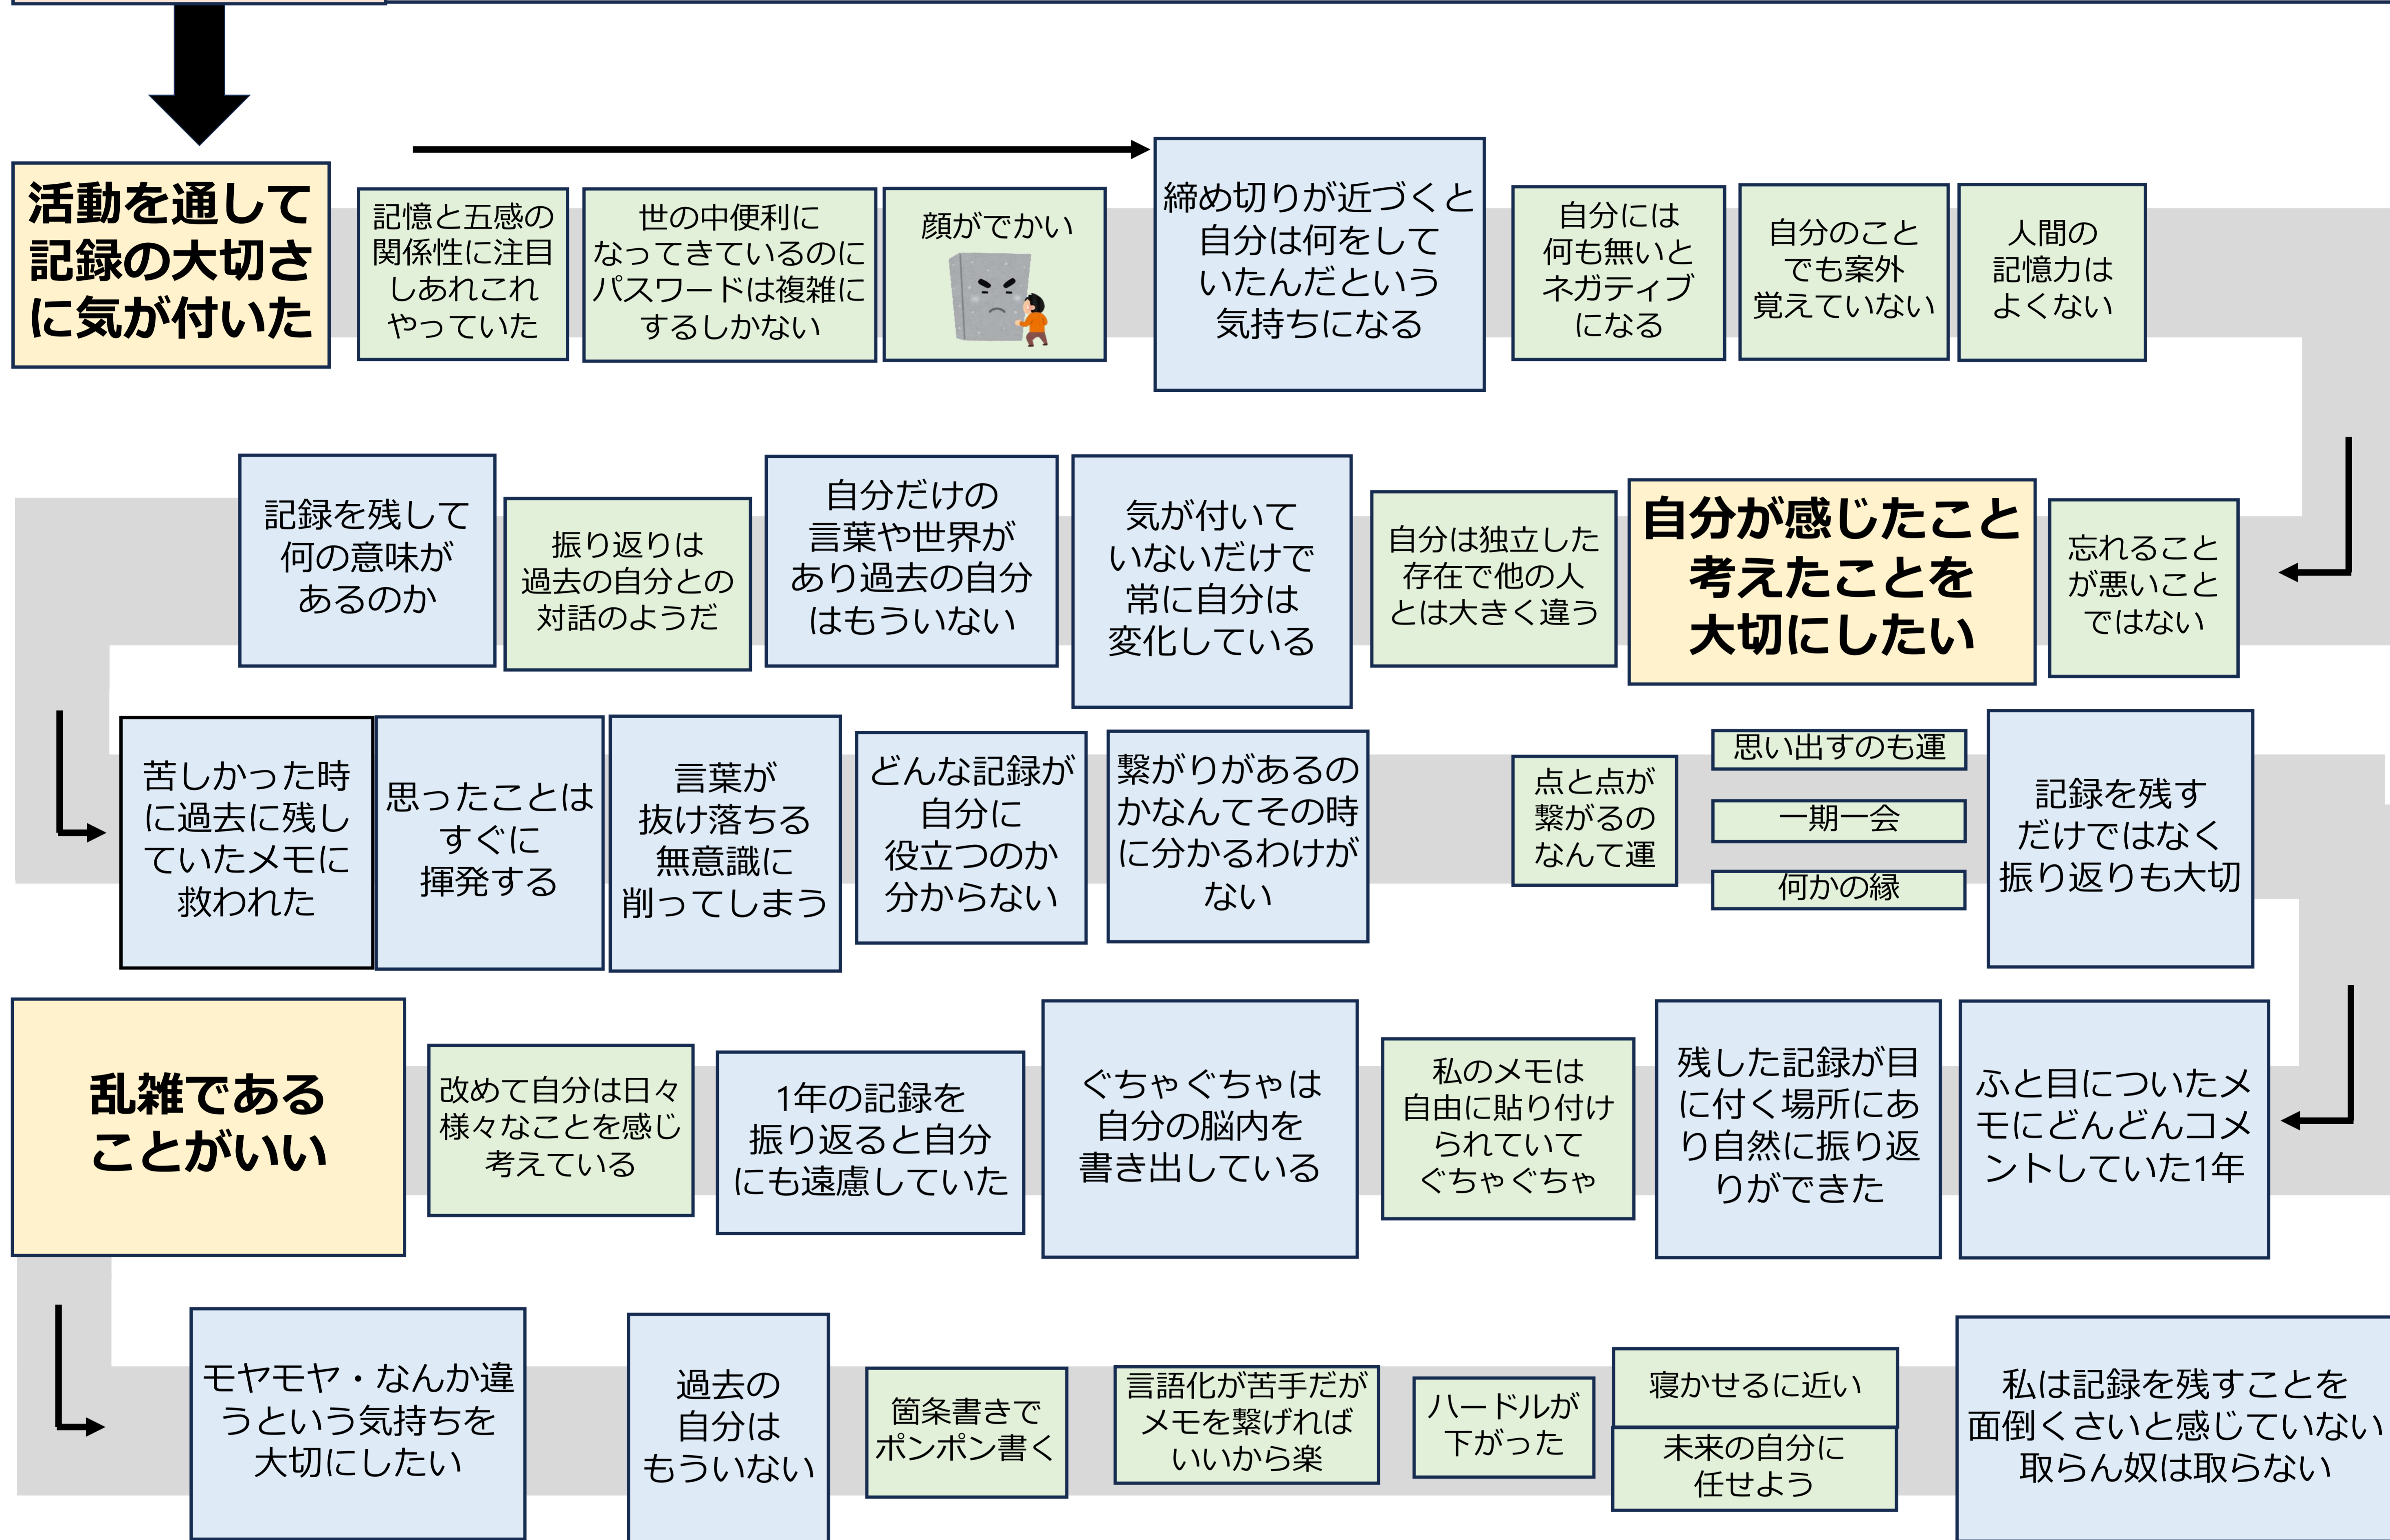 活動を通して
記録の大切さ
に気が付いた
記憶と五感の
関係性に注目
しあれこれ
やっていた
世の中便利に
なってきているのに
パスワードは複雑に
するしかない
顔がでかい
締め切りが近づくと
自分は何をして
いたんだという
気持ちになる
自分には
何も無いと
ネガティブ
になる
自分のこと
でも案外
覚えていない
人間の
記憶力は
よくない
忘れること
が悪いこと
ではない
自分が感じたこと
考えたことを
大切にしたい
自分は独立した
存在で他の人
とは大きく違う
気が付いて
いないだけで
常に自分は
変化している
自分だけの
言葉や世界が
あり過去の自分
はもういない
振り返りは
過去の自分との
対話のようだ
記録を残して
何の意味が
あるのか
苦しかった時
に過去に残し
ていたメモに
救われた
思ったことは
すぐに
揮発する
言葉が
抜け落ちる
無意識に
削ってしまう
どんな記録が
自分に
役立つのか
分からない
繋がりがあるの
かなんてその時
に分かるわけが
ない
点と点が
繋がるの
なんて運
思い出すのも運
一期一会
何かの縁
記録を残す
だけではなく
振り返りも大切
ふと目についたメ
モにどんどんコメ
ントしていた1年
残した記録が目
に付く場所にあ
り自然に振り返
りができた
私のメモは
自由に貼り付け
られていて
ぐちゃぐちゃ
ぐちゃぐちゃは
自分の脳内を
書き出している
1年の記録を
振り返ると自分
にも遠慮していた
改めて自分は日々
様々なことを感じ
考えている
乱雑である
ことがいい
モヤモヤ・なんか違
うという気持ちを
大切にしたい
過去の
自分は
もういない
箇条書きで
ポンポン書く
言語化が苦手だが
メモを繋げれば
いいから楽
ハードルが
下がった
寝かせるに近い
未来の自分に
任せよう
私は記録を残すことを
面倒くさいと感じていない
取らん奴は取らない